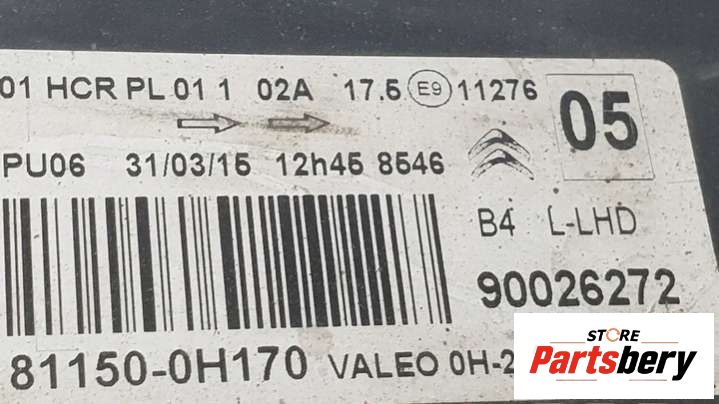 01 HCR PL 01 1 02A 17.5 E9 11276
05
PU06 31/03/15 12h46 8546
B4 L-LHD
90026272
81150-0H170 VALEO 0H-2
STORE
Partsbery